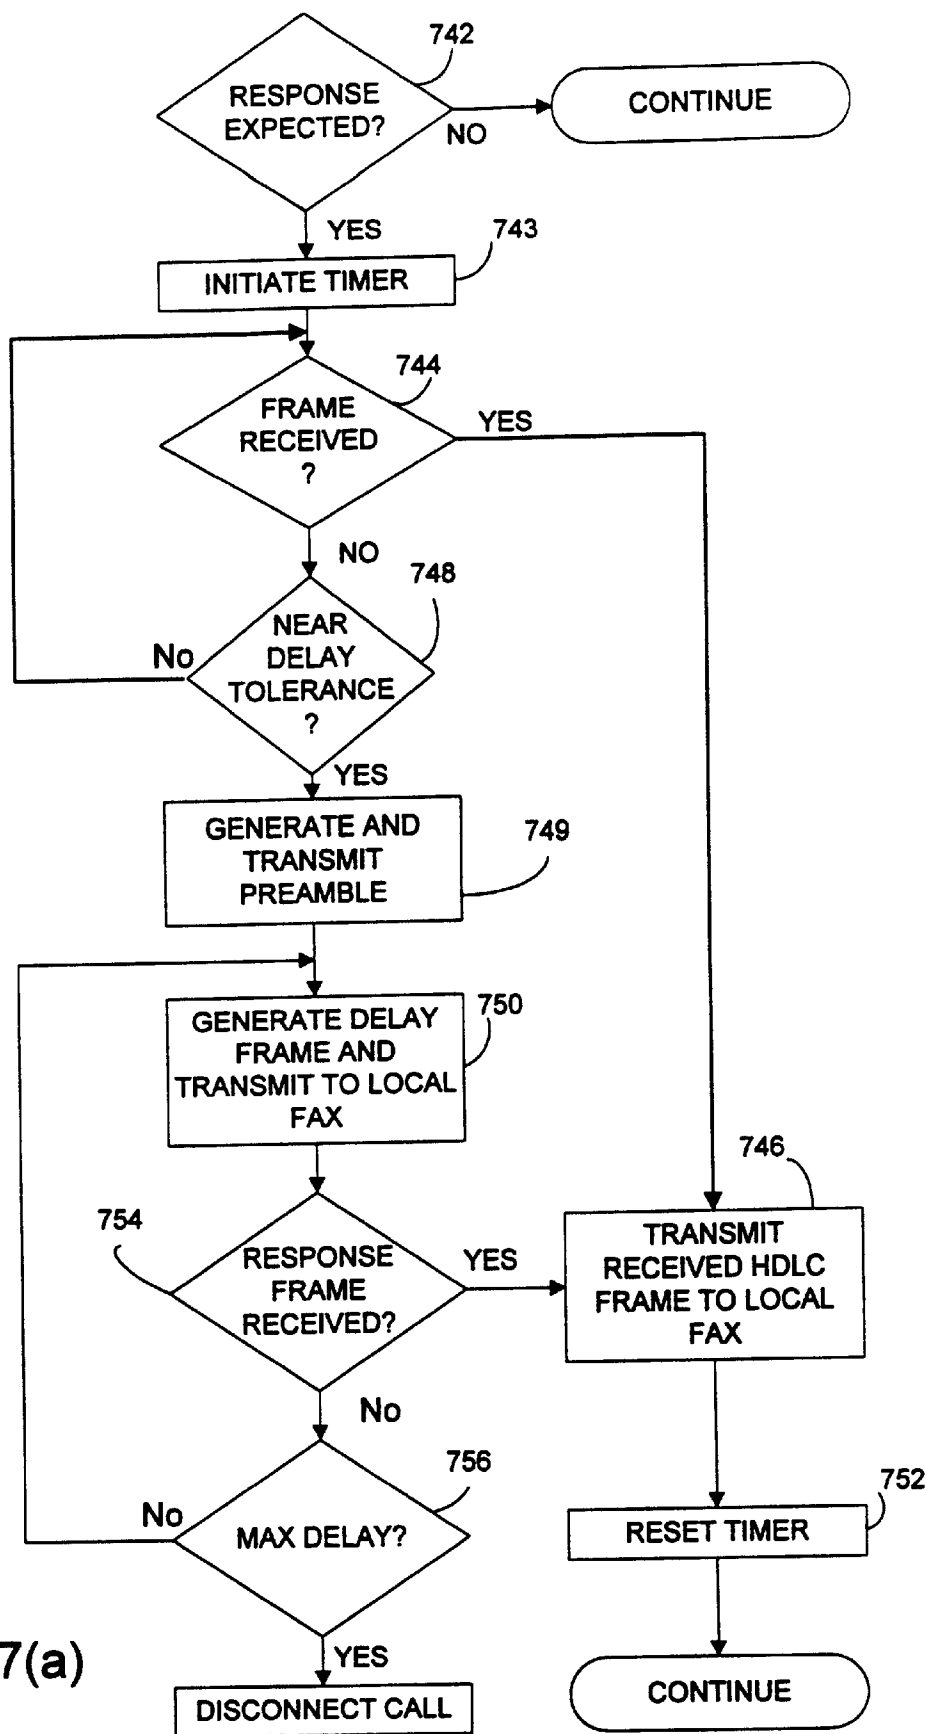 742
RESPONSE
EXPECTED?
NO
CONTINUE
YES
743
INITIATE TIMER
744
FRAME
RECEIVED
?
YES
NO
748
NEAR
DELAY
TOLERANCE
?
No
YES
GENERATE AND
TRANSMIT
PREAMBLE
749
GENERATE DELAY
FRAME AND
TRANSMIT TO LOCAL
FAX
750
746
TRANSMIT
RECEIVED HDLC
FRAME TO LOCAL
FAX
754
RESPONSE
FRAME
RECEIVED?
YES
No
756
MAX DELAY?
No
752
RESET TIMER
YES
DISCONNECT CALL
CONTINUE
7(a)